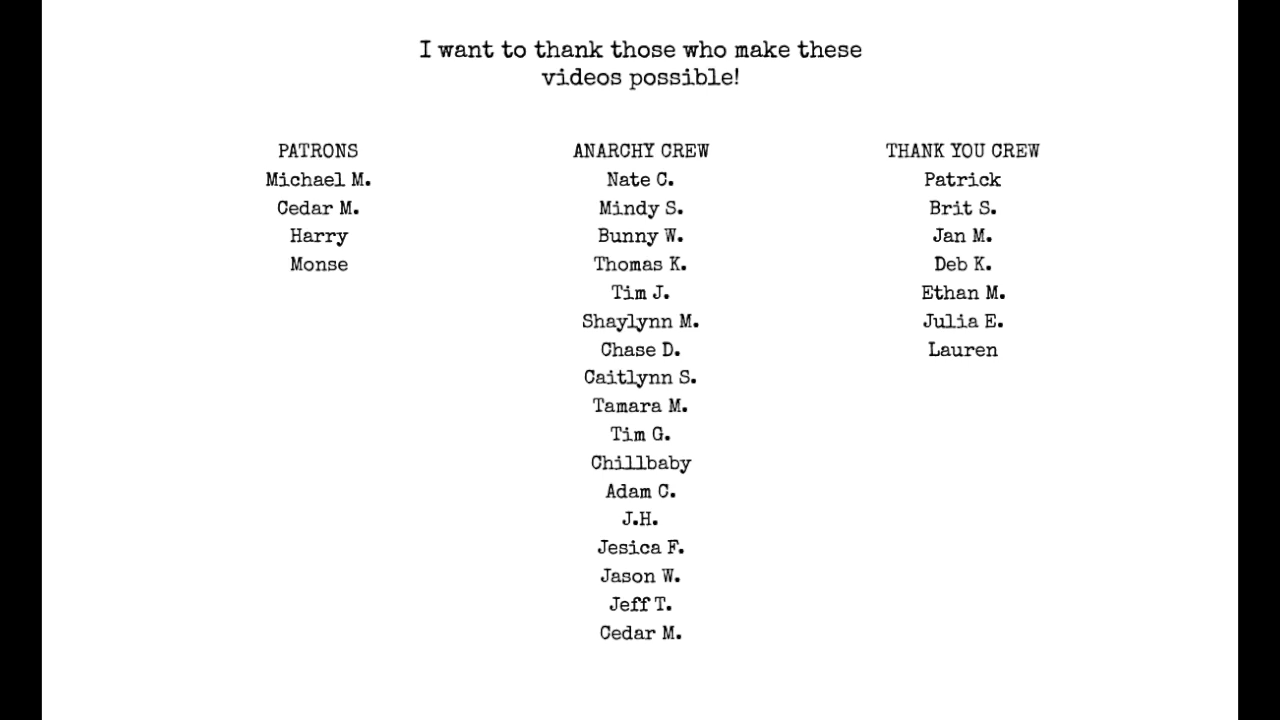 I want to thank those who make these
videos possible!
PATRONS
Michael M.
Cedar M.
Harry
Monse
ANARCHY CREW
Nate C.
Mindy S.
Bunny W.
Thomas K.
Tim J.
Shaylynn M.
Chase D.
Caitlynn S.
Tamara M.
Tim G.
Chillbaby
Adam C.
J.H.
Jesica F.
Jason W.
Jeff T.
Cedar M.
THANK YOU CREW
Patrick
Brit S.
Jan M.
Deb K.
Ethan M.
Julia E.
Lauren